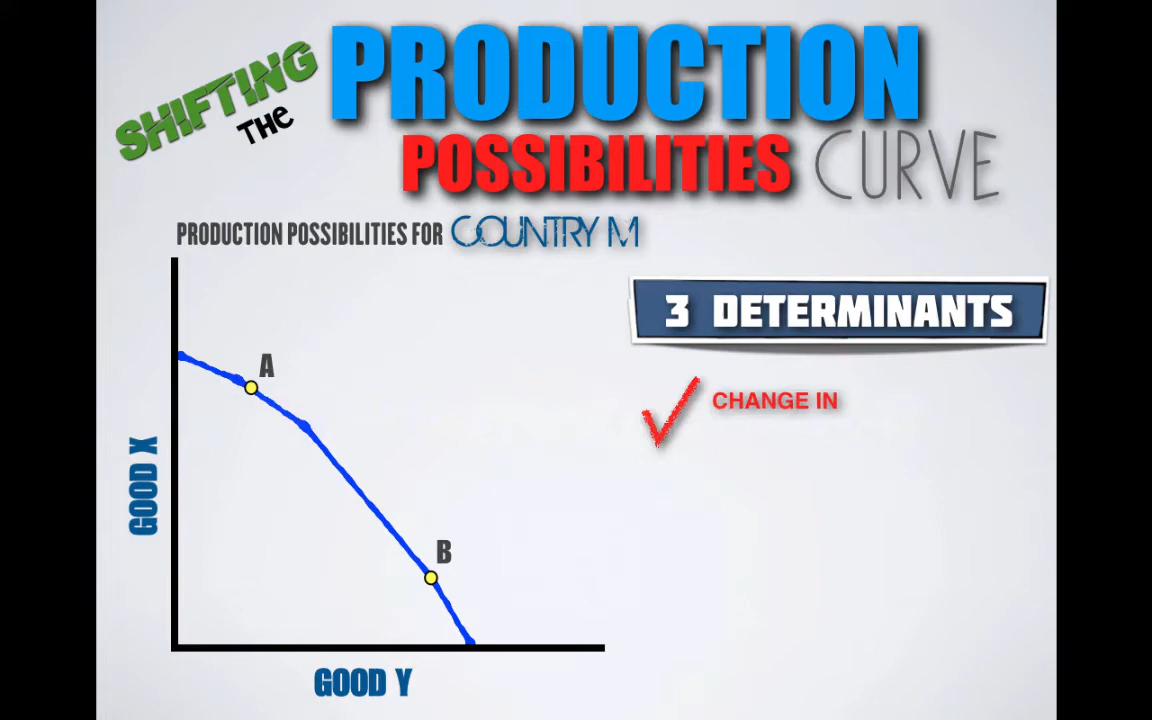 SHIFTING
THE
PRODUCTION
POSSIBILITIES CURVE
PRODUCTION POSSIBILITIES FOR COUNTRY M
3 DETERMINANTS
CHANGE IN
A
B
GOOD X
GOOD Y